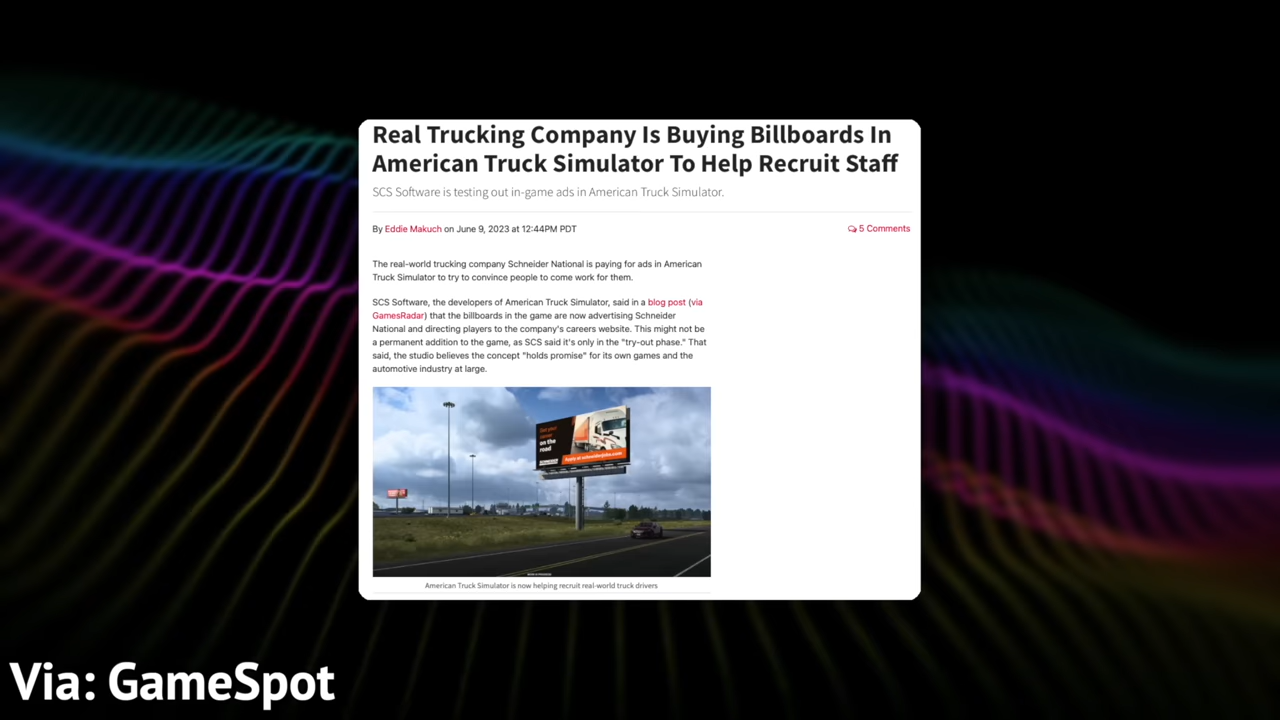 Real Trucking Company Is Buying Billboards In
American Truck Simulator To Help Recruit Staff
SCS Software is testing out in-game ads in American Truck Simulator.
By Eddie Makuch on June 9, 2023 at 12:44PM PDT
5 Comments
The real-world trucking company Schneider National is paying for ads in American
Truck Simulator to try to convince people to come work for them.
SCS Software, the developers of American Truck Simulator, said in a blog post (via
GamesRadar) that the billboards in the game are now advertising Schneider
National and directing players to the company's careers website. This might not be
a permanent addition to the game, as SCS said it's only in the "try-out phase." That
said, the studio believes the concept "holds promise" for its own games and the
automotive industry at large.
on the
road
Apply at schneiderjobs.com
American Truck Simulator is now helping recruit real-world truck drivers
Via: GameSpot